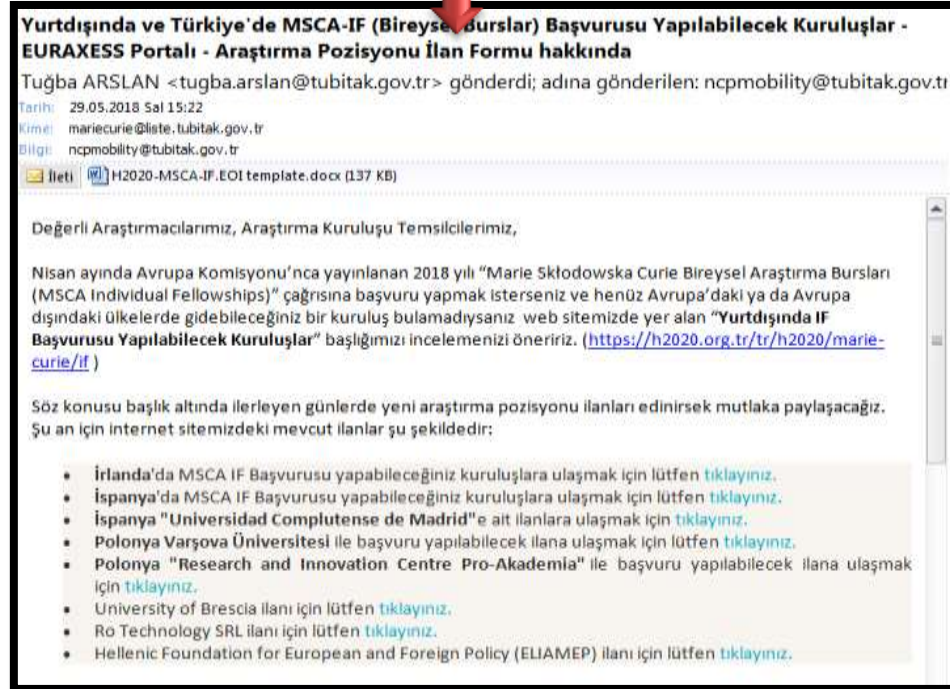 Yurtdışında ve Türkiye'de MSCA-IF (Bireysel Burslar) Başvurusu Yapılabilecek Kuruluşlar -
EURAXESS Portalı - Araştırma Pozisyonu İlan Formu hakkında
Tuğba ARSLAN <tugba.arslan@tubitak.gov.tr> gönderdi; adına gönderilen: ncpmobility@tubitak.gov.tr
Tarih: 29.05.2018 Sal 15:22
Kime: mariecurie@liste.tubitak.gov.tr
Bilgi: ncpmobility@tubitak.gov.tr
İleti H2020-MSCA-IF.EOI template.docx (137 KB)
Değerli Araştırmacılarımız, Araştırma Kuruluşu Temsilcilerimiz,
Nisan ayında Avrupa Komisyonu'nca yayınlanan 2018 yılı “Marie Skłodowska Curie Bireysel Araştırma Bursları
(MSCA Individual Fellowships)” çağrısına başvuru yapmak isterseniz ve henüz Avrupa'daki ya da Avrupa
dışındaki ülkelerde gidebileceğiniz bir kuruluş bulamadıysanız web sitemizde yer alan “Yurtdışında IF
Başvurusu Yapılabilecek Kuruluşlar” başlığımızı incelemenizi öneririz. (https://h2020.org.tr/tr/h2020/marie-
curie/if )
Söz konusu başlık altında ilerleyen günlerde yeni araştırma pozisyonu ilanları edinirsek mutlaka paylaşacağız.
Şu an için internet sitemizdeki mevcut ilanlar şu şekildedir:
• İrlanda'da MSCA IF Başvurusu yapabileceğiniz kuruluşlara ulaşmak için lütfen tıklayınız.
• İspanya'da MSCA IF Başvurusu yapabileceğiniz kuruluşlara ulaşmak için lütfen tıklayınız.
• İspanya "Universidad Complutense de Madrid"e ait ilanlara ulaşmak için tıklayınız.
• Polonya Varşova Üniversitesi ile başvuru yapılabilecek ilana ulaşmak için lütfen tıklayınız.
• Polonya "Research and Innovation Centre Pro-Akademia" ile başvuru yapılabilecek ilana ulaşmak
için tıklayınız.
• University of Brescia ilanı için lütfen tıklayınız.
• Ro Technology SRL ilanı için lütfen tıklayınız.
• Hellenic Foundation for European and Foreign Policy (ELIAMEP) ilanı için lütfen tıklayınız.